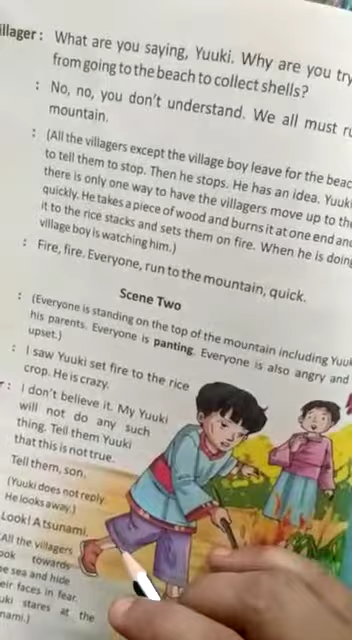 illager : What are you saying, Yuuki. Why are you try
from going to the beach to collect shells?
: No, no, you don't understand. We all must ru
mountain.
: (All the villagers except the village boy leave for the beac
to tell them to stop. Then he stops. He has an idea. Yuuk
there is only one way to have the villagers move up to the
quickly. He takes a piece of wood and burns it at one end and
it to the rice stacks and sets them on fire. When he is doing
village boy is watching him.)
: Fire, fire. Everyone, run to the mountain, quick.
Scene Two
: (Everyone is standing on the top of the mountain including Yuuk
his parents. Everyone is panting. Everyone is also angry and
upset.)
: I saw Yuuki set fire to the rice
crop. He is crazy.
r : I don't believe it. My Yuuki
will not do any such
thing. Tell them Yuuki
that this is not true.
Tell them, son.
(Yuuki does not reply.
He looks away.)
Look! A tsunami.
All the villagers
ook towards
he sea and hide
eir faces in fear.
uki stares at the
nami.)